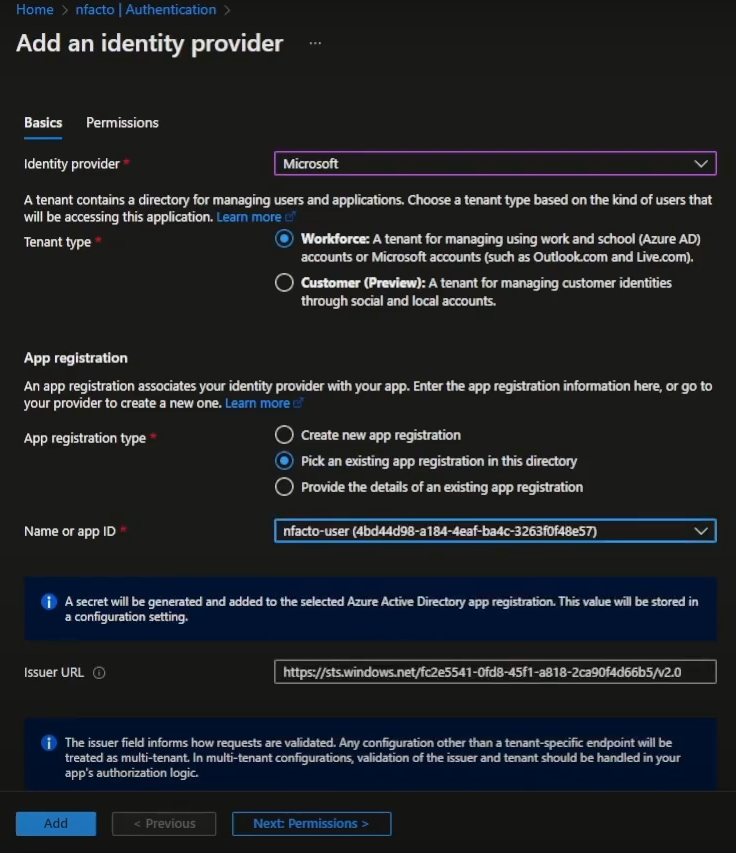 Home > nfacto | Authentication >
Add an identity provider ...
Basics Permissions
Identity provider * Microsoft
A tenant contains a directory for managing users and applications. Choose a tenant type based on the kind of users that
will be accessing this application. Learn more
Tenant type *
Workforce: A tenant for managing using work and school (Azure AD)
accounts or Microsoft accounts (such as Outlook.com and Live.com).
Customer (Preview): A tenant for managing customer identities
through social and local accounts.
App registration
An app registration associates your identity provider with your app. Enter the app registration information here, or go to
your provider to create a new one. Learn more
App registration type *
Create new app registration
Pick an existing app registration in this directory
Provide the details of an existing app registration
Name or app ID * nfacto-user (4bd44d98-a184-4eaf-ba4c-3263f0f48e57)
A secret will be generated and added to the selected Azure Active Directory app registration. This value will be stored in
a configuration setting.
Issuer URL https://sts.windows.net/fc2e5541-0fd8-45f1-a818-2ca90f4d66b5/v2.0
The issuer field informs how requests are validated. Any configuration other than a tenant-specific endpoint will be
treated as multi-tenant. In multi-tenant configurations, validation of the issuer and tenant should be handled in your
app's authorization logic.
Add < Previous Next: Permissions >